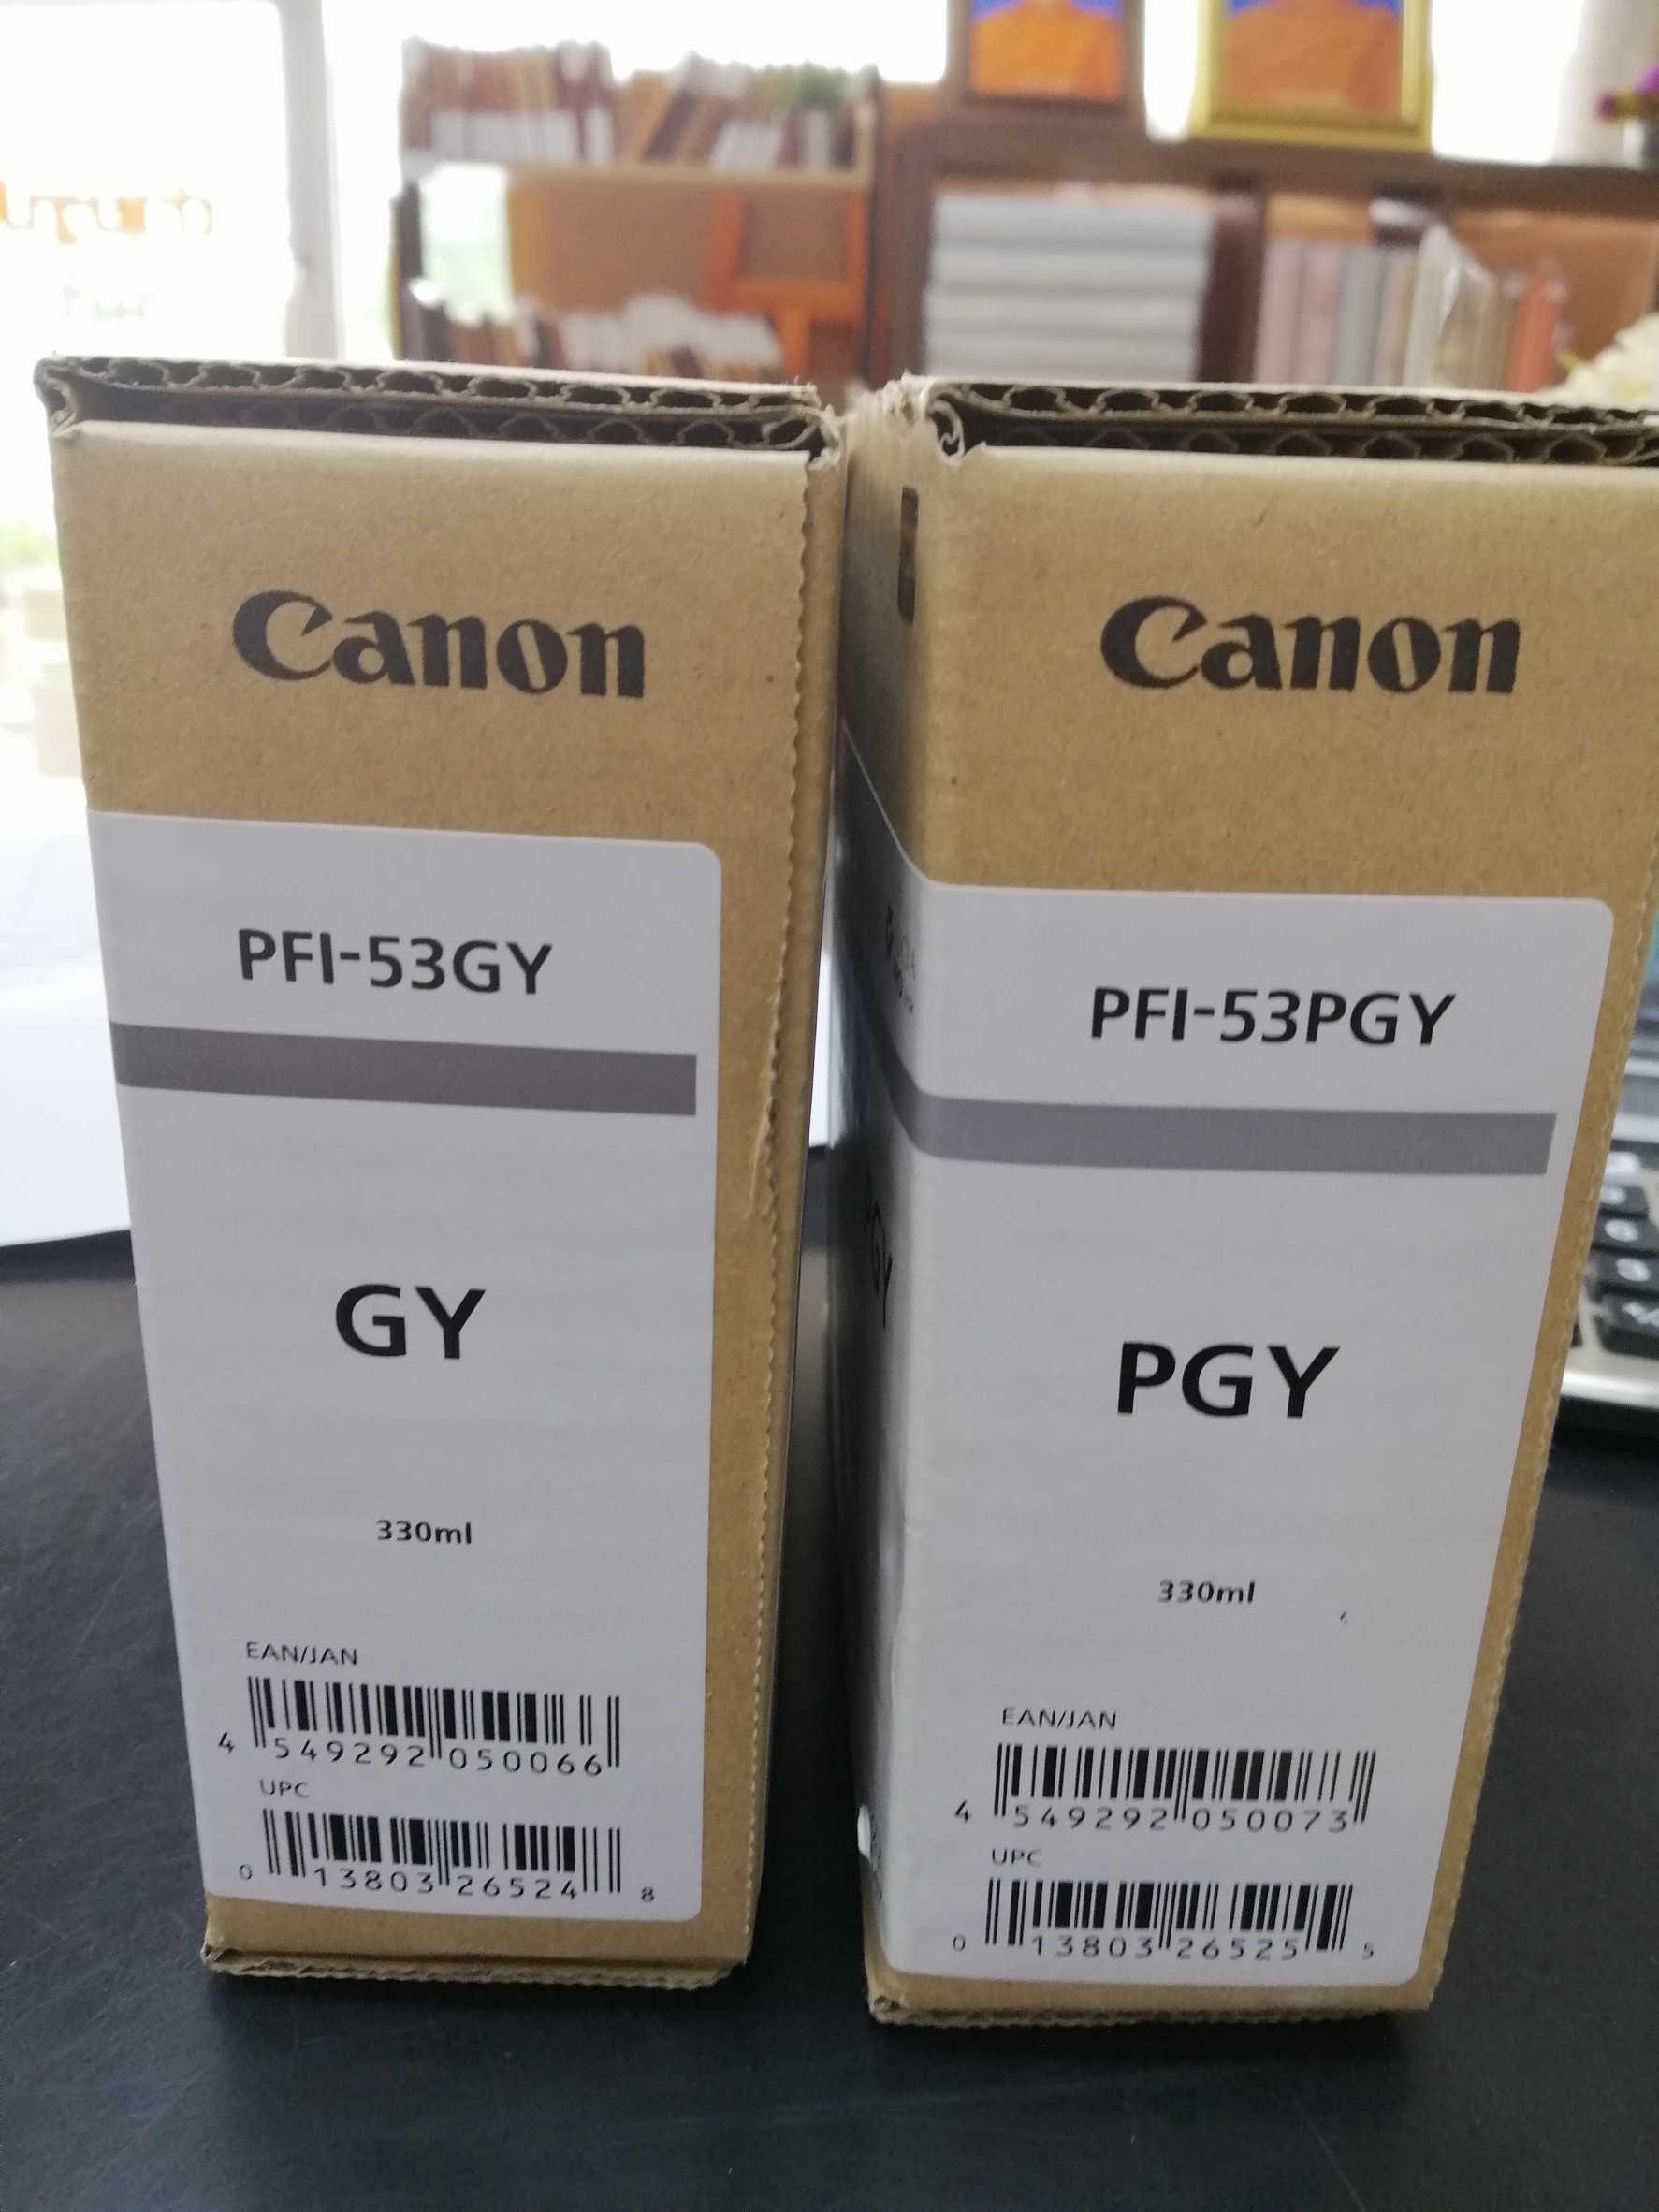 Canon
PFI-53GY
GY
330ml
EAN/JAN
4 549292 050066
UPC
0 13803 26524 8
Canon
PFI-53PGY
PGY
330ml
EAN/JAN
4 549292 050073
UPC
0 13803 26525 5
PGY